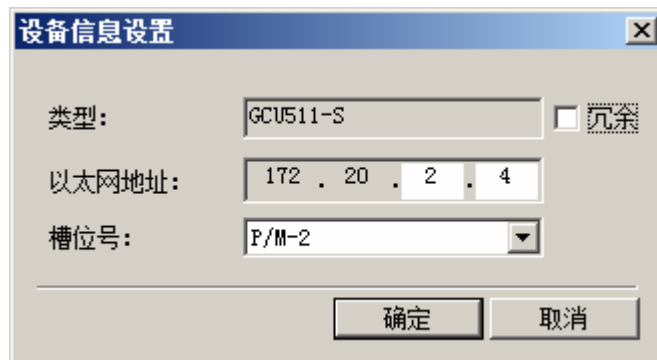 设备信息设置
类型： GCU511-S 冗余
以太网地址： 172 . 20 . 2 . 4
槽位号： P/M-2
确定 取消